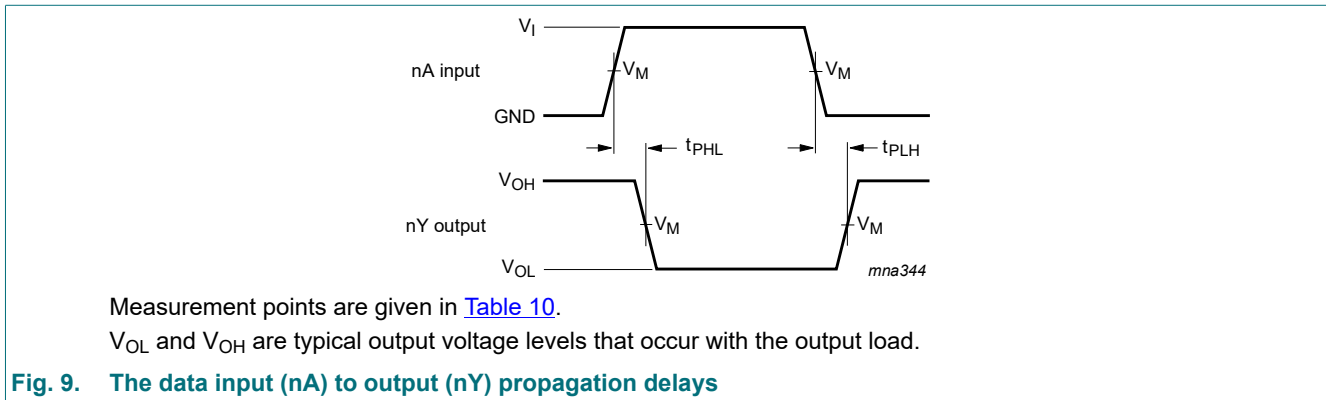 V_I
nA input
V_M
V_M
GND
t_PHL
t_PLH
V_OH
nY output
V_M
V_M
V_OL
mna344
Measurement points are given in Table 10.
V_OL and V_OH are typical output voltage levels that occur with the output load.
Fig. 9. The data input (nA) to output (nY) propagation delays